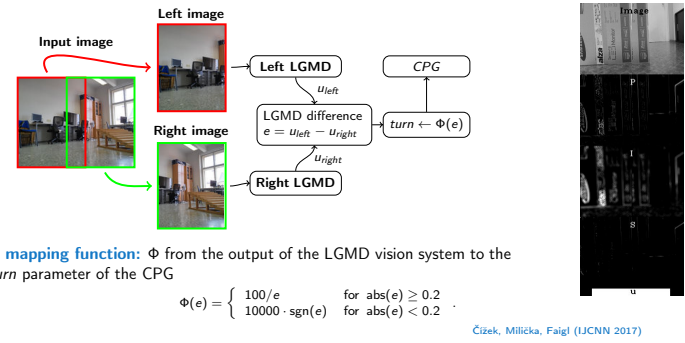 Left image
Input image
Left LGMD
CPG
u_left
LGMD difference
e = u_left − u_right
turn ← Φ(e)
Right image
u_right
Right LGMD
mapping function: Φ from the output of the LGMD vision system to the
urn parameter of the CPG
Φ(e) = { 100/e for abs(e) ≥ 0.2
10000 · sgn(e) for abs(e) < 0.2 .
Čížek, Milička, Faigl (IJCNN 2017)
Image
P
I
S
u